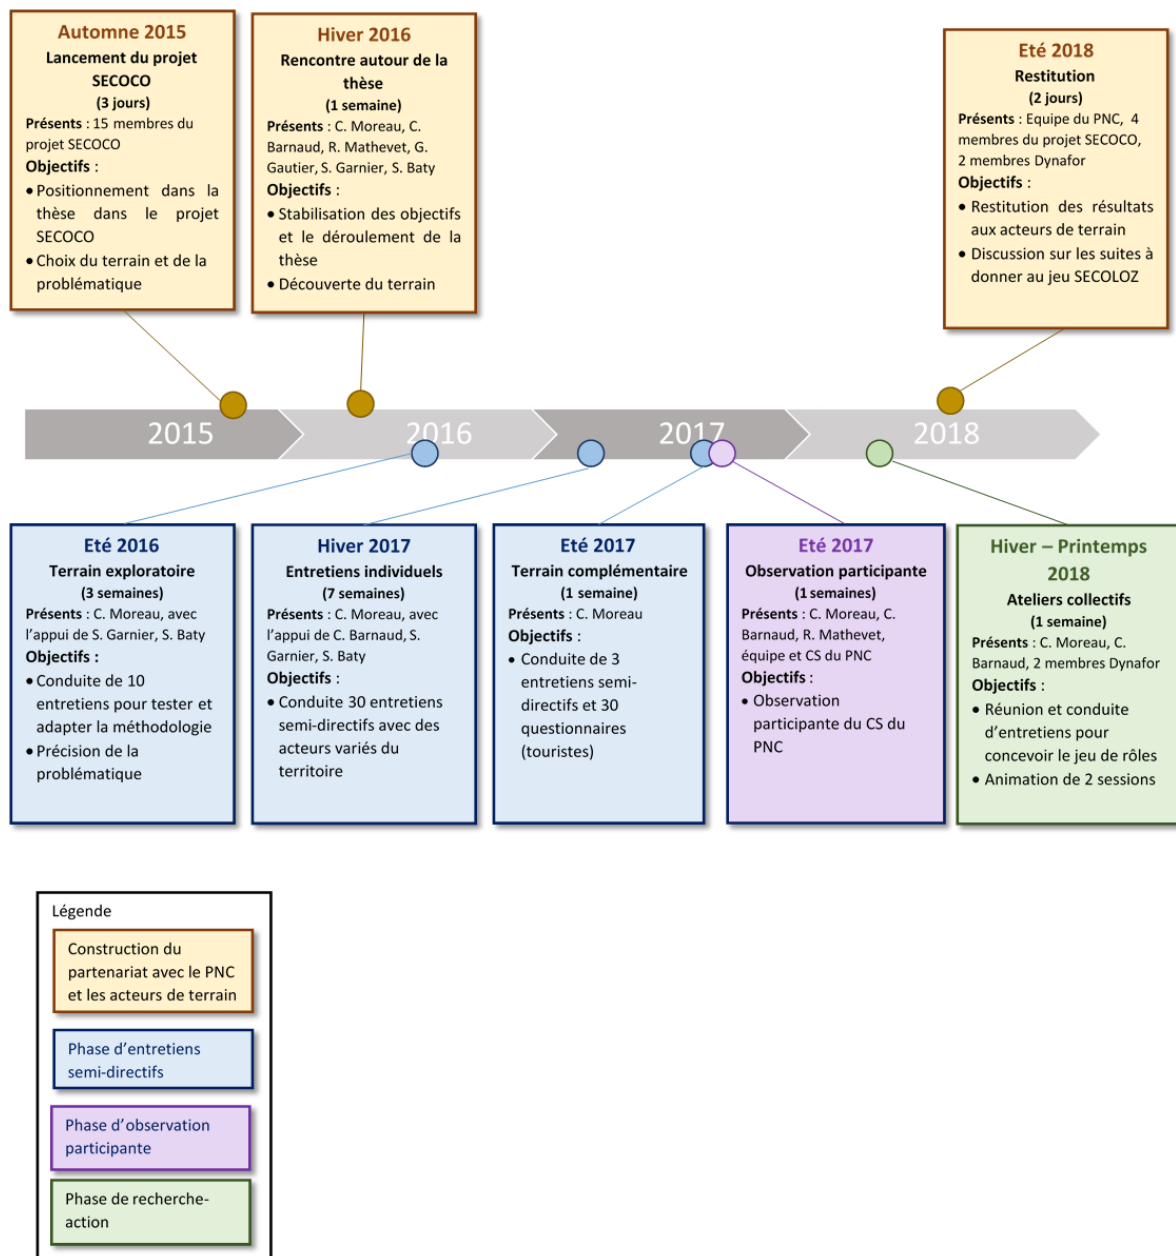 Automne 2015
Lancement du projet
SECOCO
(3 jours)
Présents : 15 membres du
projet SECOCO
Objectifs :
• Positionnement dans la
thèse dans le projet
SECOCO
• Choix du terrain et de la
problématique
Hiver 2016
Rencontre autour de la
thèse
(1 semaine)
Présents : C. Moreau, C.
Barnaud, R. Mathevet, G.
Gautier, S. Garnier, S. Baty
Objectifs :
• Stabilisation des objectifs
et le déroulement de la
thèse
• Découverte du terrain
Eté 2018
Restitution
(2 jours)
Présents : Equipe du PNC, 4
membres du projet SECOCO,
2 membres Dynafor
Objectifs :
• Restitution des résultats
aux acteurs de terrain
• Discussion sur les suites à
donner au jeu SECOLOZ
2015
2016
2017
2018
Eté 2016
Terrain exploratoire
(3 semaines)
Présents : C. Moreau, avec
l'appui de S. Garnier, S. Baty
Objectifs :
• Conduite de 10
entretiens pour tester et
adapter la méthodologie
• Précision de la
problématique
Hiver 2017
Entretiens individuels
(7 semaines)
Présents : C. Moreau, avec
l'appui de C. Barnaud, S.
Garnier, S. Baty
Objectifs :
• Conduite 30 entretiens
semi-directifs avec des
acteurs variés du
territoire
Eté 2017
Terrain complémentaire
(1 semaine)
Présents : C. Moreau
Objectifs :
• Conduite de 3
entretiens semi-
directifs et 30
questionnaires
(touristes)
Eté 2017
Observation participante
(1 semaines)
Présents : C. Moreau, C.
Barnaud, R. Mathevet,
équipe et CS du PNC
Objectifs :
• Observation
participante du CS du
PNC
Hiver – Printemps
2018
Ateliers collectifs
(1 semaine)
Présents : C. Moreau, C.
Barnaud, 2 membres Dynafor
Objectifs :
• Réunion et conduite
d'entretiens pour
concevoir le jeu de rôles
• Animation de 2 sessions
Légende
Construction du
partenariat avec le PNC
et les acteurs de terrain
Phase d'entretiens
semi-directifs
Phase d'observation
participante
Phase de recherche-
action